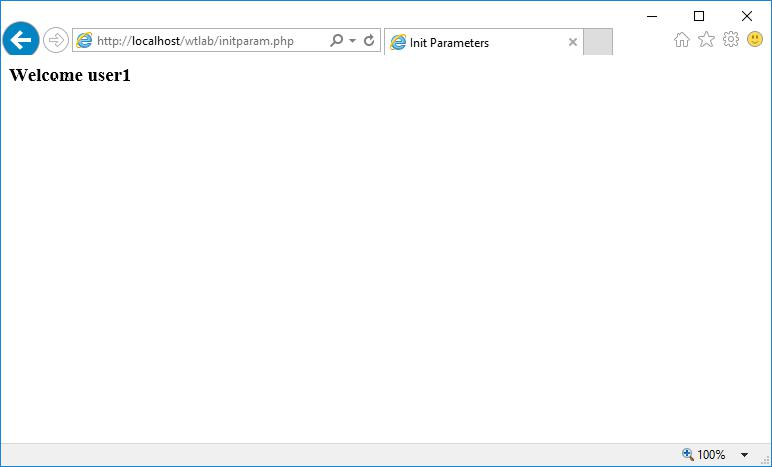 http://localhost/wtlab/initparam.php
Init Parameters
Welcome user1
100%